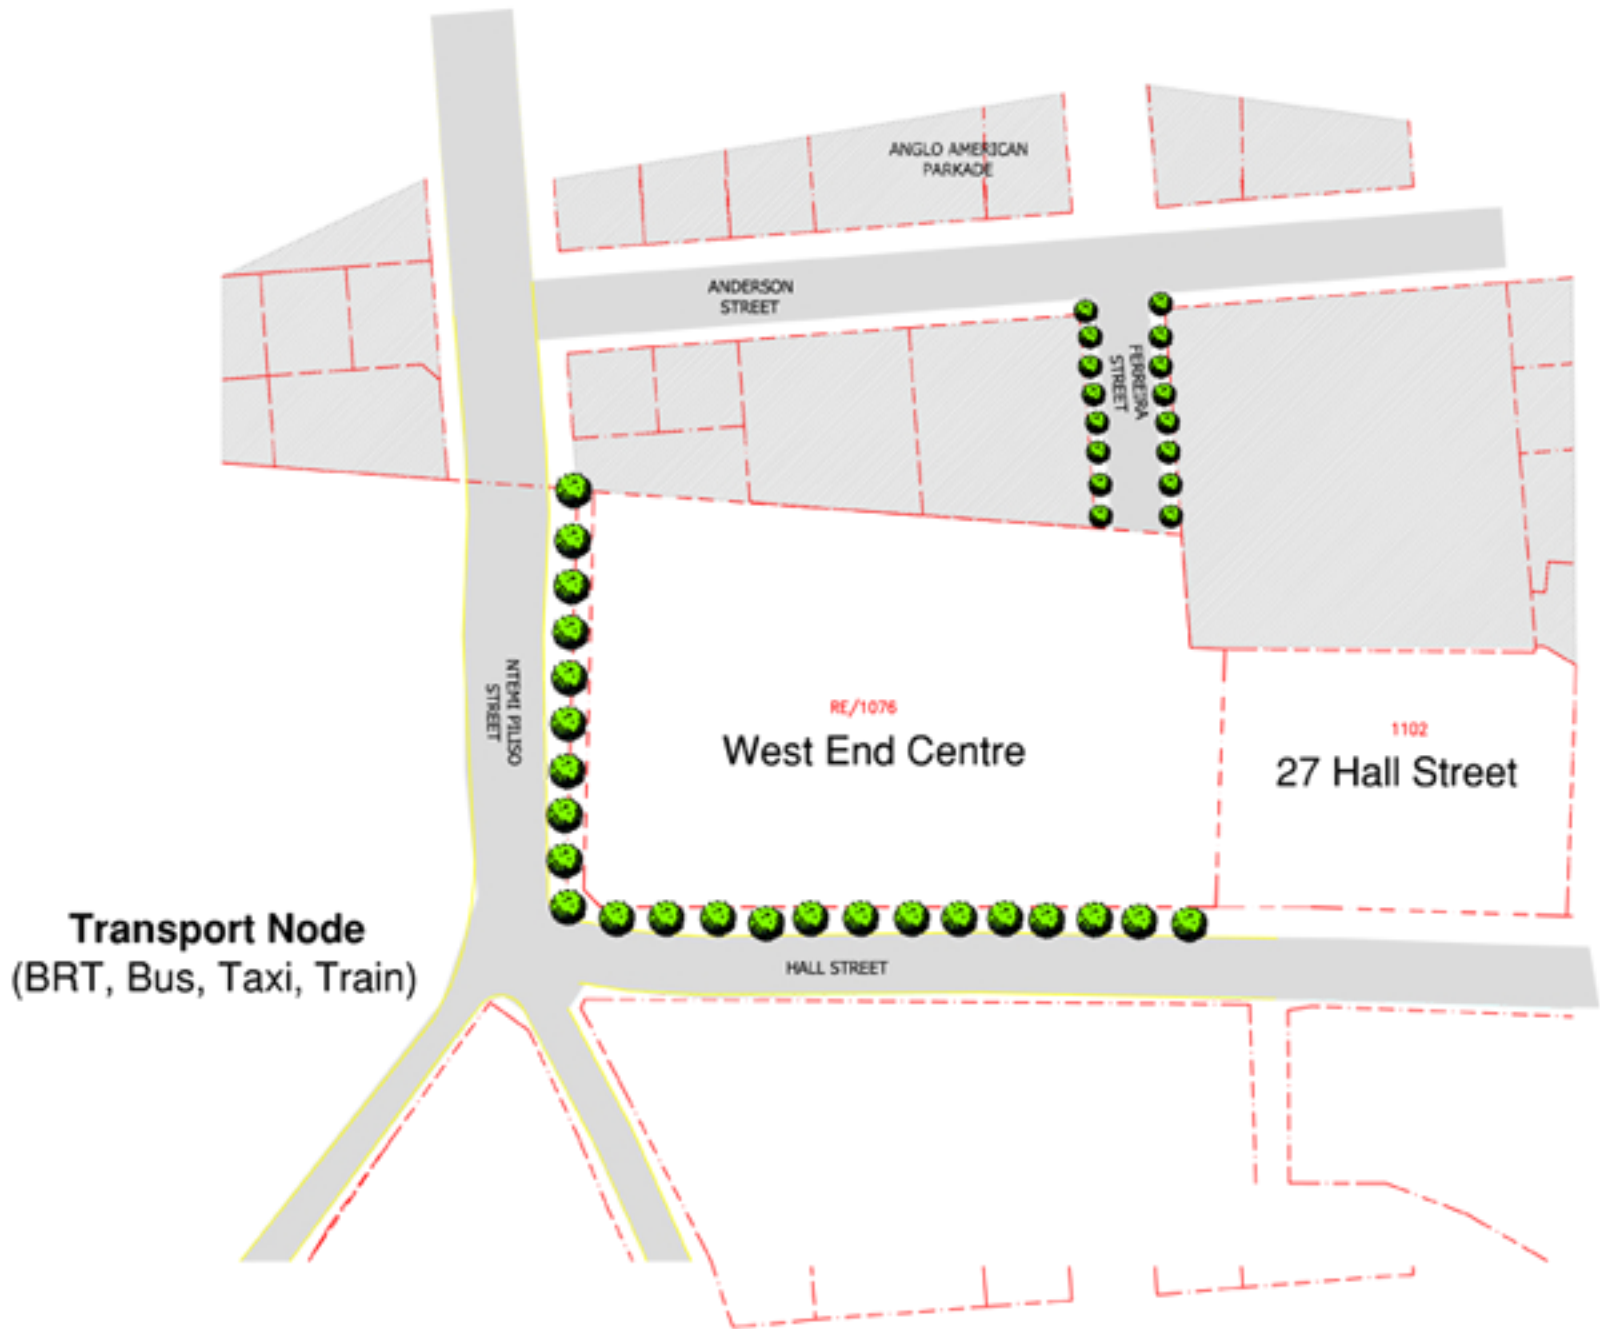 ANGLO AMERICAN
PARKADE
ANDERSON
STREET
FERREIRA
STREET
NTEMI PILISO
STREET
RE/1076
West End Centre
1102
27 Hall Street
Transport Node
(BRT, Bus, Taxi, Train)
HALL STREET